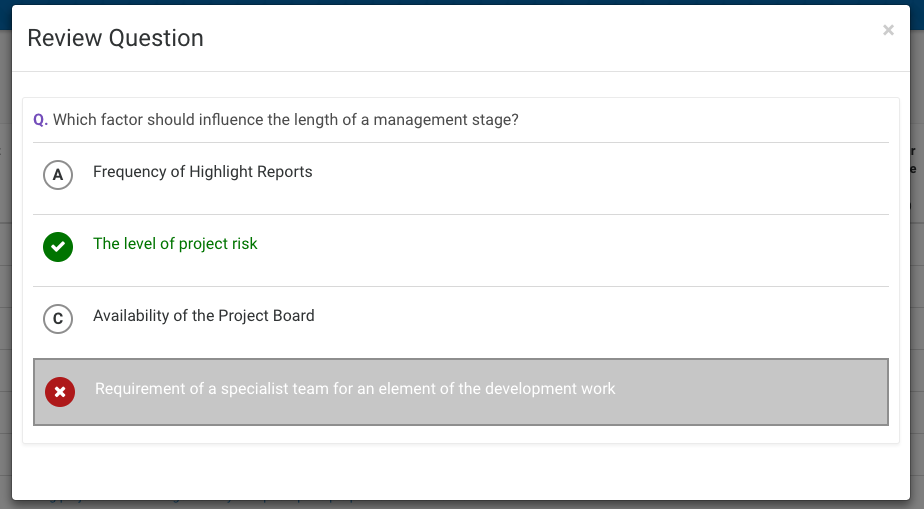 Review Question
×
Q. Which factor should influence the length of a management stage?
A Frequency of Highlight Reports
The level of project risk
C Availability of the Project Board
Requirement of a specialist team for an element of the development work